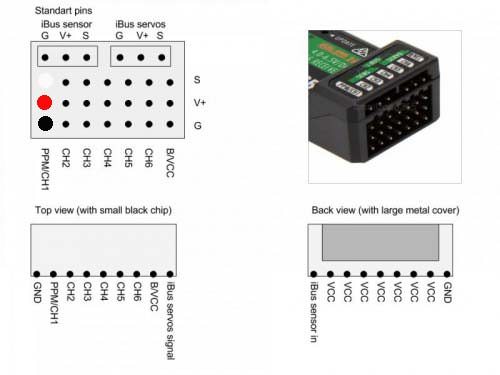 Standart pins
iBus sensor
iBus servos
G V+ S
G V+ S
S
V+
G
PPM/CH1
CH2
CH3
CH4
CH5
CH6
B/VCC
UPDATE
Top view (with small black chip)
Back view (with large metal cover)
GND
PPM/CH1
CH2
CH3
CH4
CH5
CH6
B/VCC
iBus servos signal
iBus sensor in
VCC
VCC
VCC
VCC
VCC
VCC
VCC
GND